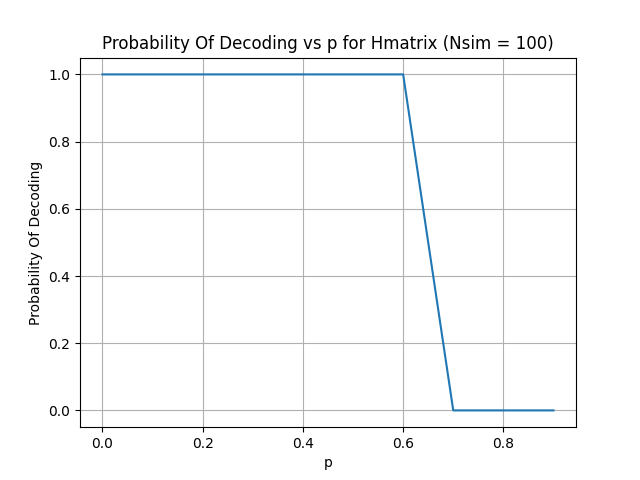 Probability Of Decoding vs p for Hmatrix (Nsim = 100)
Probability Of Decoding
1.0
0.8
0.6
0.4
0.2
0.0
0.0 0.2 0.4 0.6 0.8
p